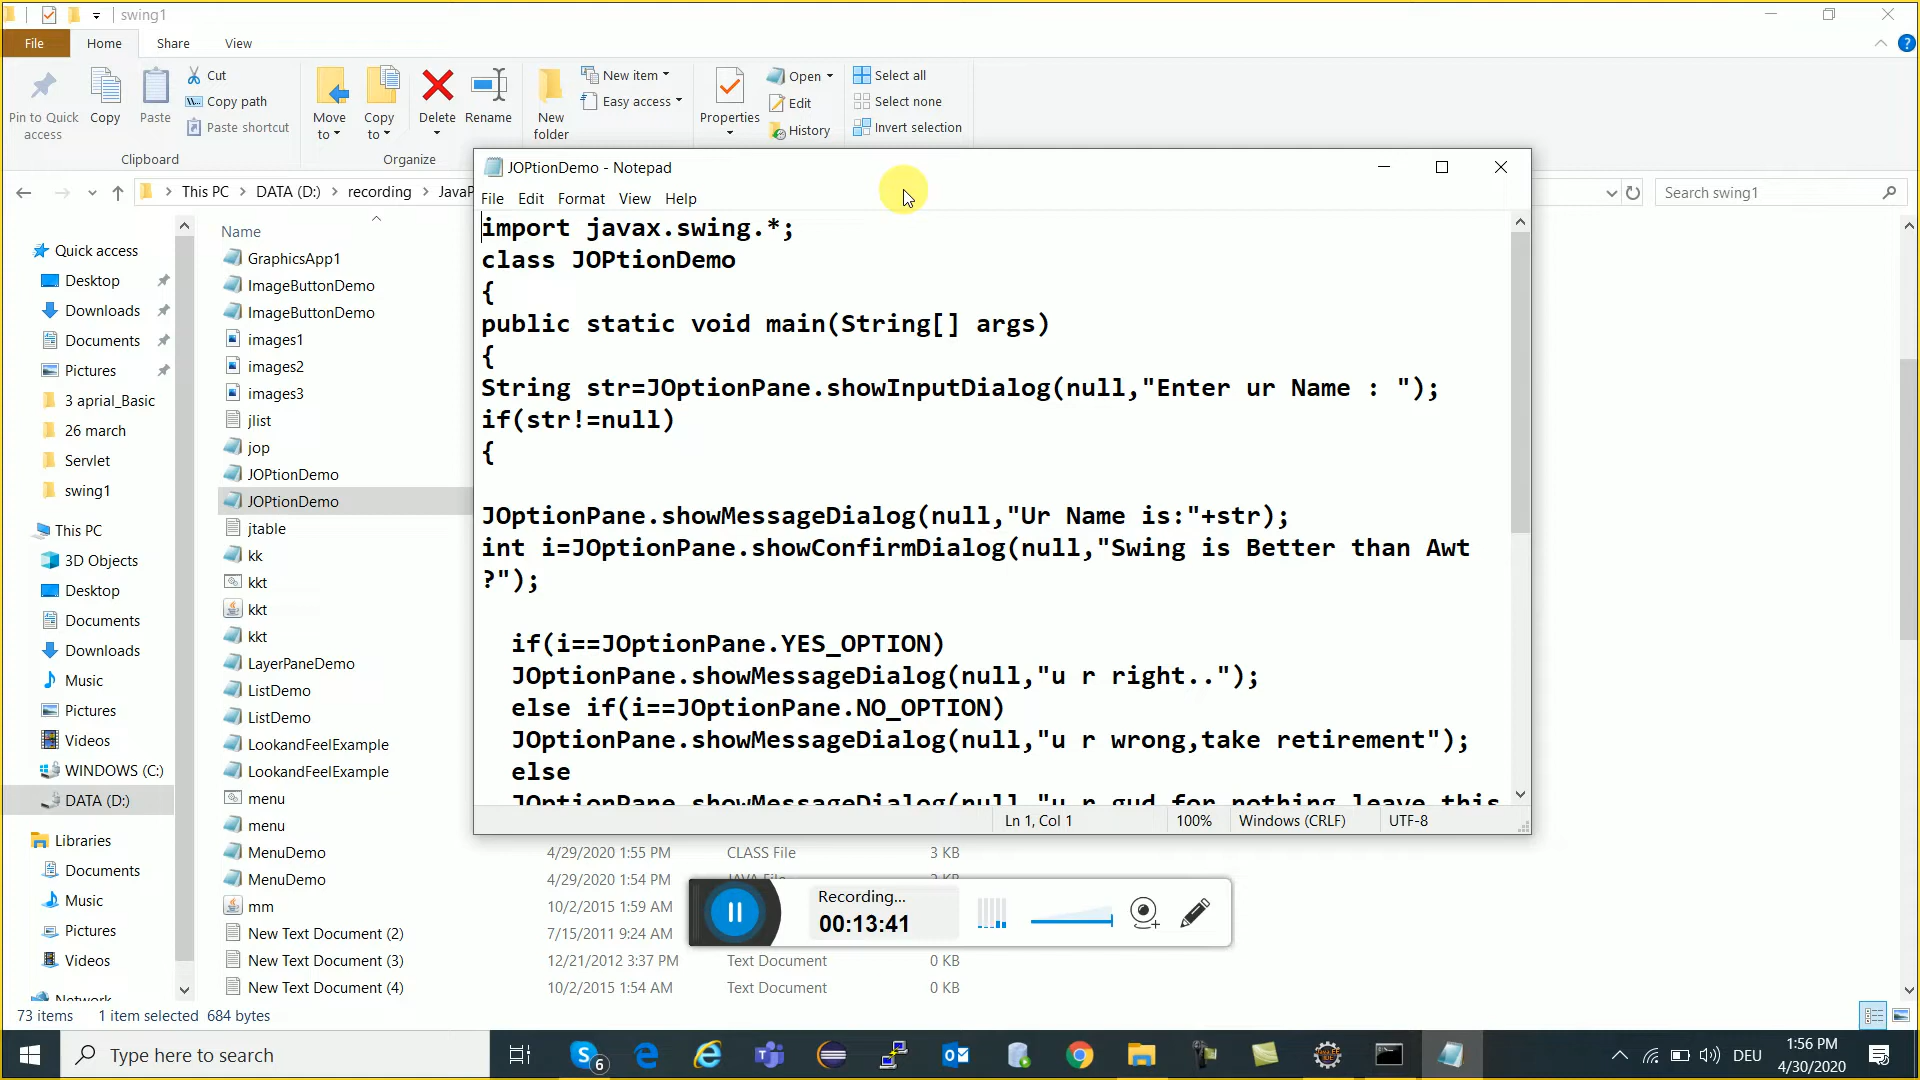 swing1
File
Home
Share
View
Pin to Quick access
Copy
Paste
Cut
Copy path
Paste shortcut
Clipboard
Move to
Copy to
Delete
Rename
Organize
New folder
New item
Easy access
Properties
Open
Edit
History
Select all
Select none
Invert selection
This PC > DATA (D:) > recording >
Search swing1
Quick access
Desktop
Downloads
Documents
Pictures
3 aprial_Basic
26 march
Servlet
swing1
This PC
3D Objects
Desktop
Documents
Downloads
Music
Pictures
Videos
WINDOWS (C:)
DATA (D:)
Libraries
Documents
Music
Pictures
Videos
Network
Name
GraphicsApp1
ImageButtonDemo
ImageButtonDemo
images1
images2
images3
jlist
jop
JOPtionDemo
JOPtionDemo
jtable
kk
kkt
kkt
kkt
LayerPaneDemo
ListDemo
ListDemo
LookandFeelExample
LookandFeelExample
menu
menu
MenuDemo 4/29/2020 1:55 PM CLASS File 3 KB
MenuDemo 4/29/2020 1:54 PM
mm 10/2/2015 1:59 AM
New Text Document (2) 7/15/2011 9:24 AM
New Text Document (3) 12/21/2012 3:37 PM Text Document 0 KB
New Text Document (4) 10/2/2015 1:54 AM Text Document 0 KB
JOPtionDemo - Notepad
File Edit Format View Help
import javax.swing.*;
class JOPtionDemo
{
public static void main(String[] args)
{
String str=JOptionPane.showInputDialog(null,"Enter ur Name : ");
if(str!=null)
{
JOptionPane.showMessageDialog(null,"Ur Name is:"+str);
int i=JOptionPane.showConfirmDialog(null,"Swing is Better than Awt
?");
if(i==JOptionPane.YES_OPTION)
JOptionPane.showMessageDialog(null,"u r right..");
else if(i==JOptionPane.NO_OPTION)
JOptionPane.showMessageDialog(null,"u r wrong,take retirement");
else
JOptionPane.showMessageDialog(null,"u r gud for nothing leave this
Ln 1, Col 1
100%
Windows (CRLF)
UTF-8
Recording...
00:13:41
73 items
1 item selected 684 bytes
Type here to search
6
DEU
1:56 PM
4/30/2020